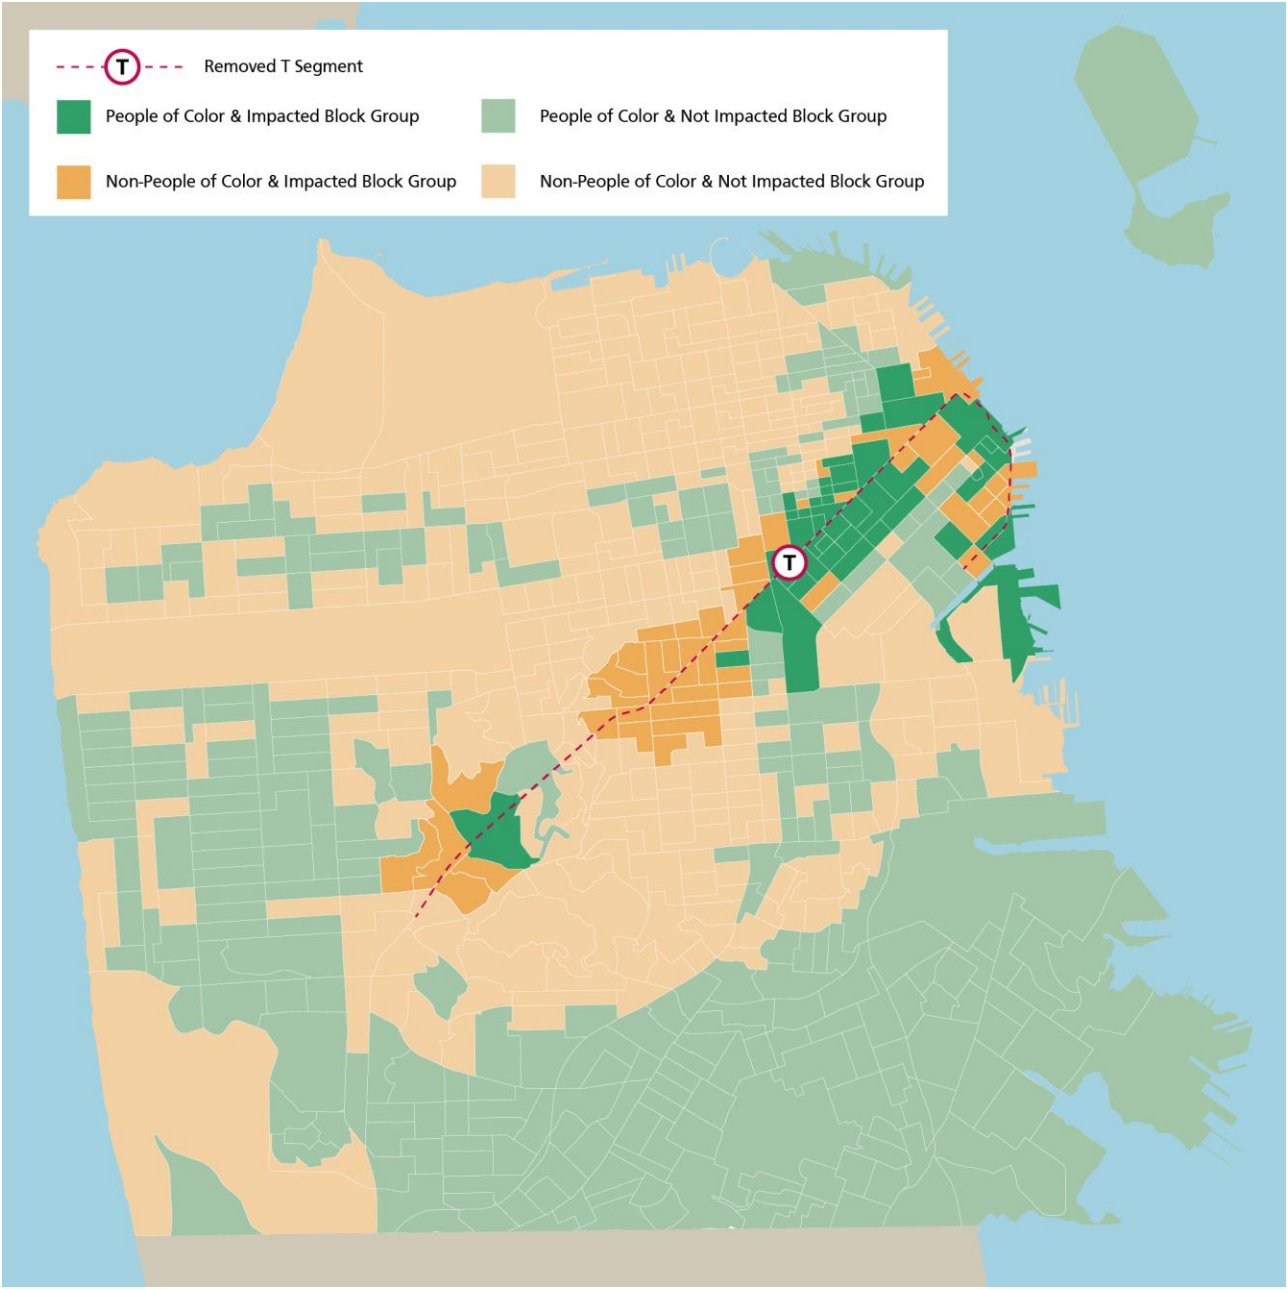 T Removed T Segment
People of Color & Impacted Block Group
People of Color & Not Impacted Block Group
Non-People of Color & Impacted Block Group
Non-People of Color & Not Impacted Block Group
T